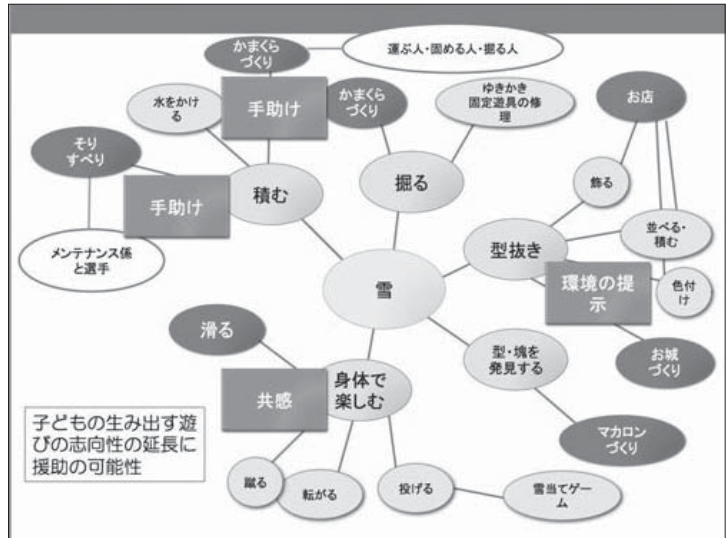 かまくら
づくり
運ぶ人・固める人・掘る人
水をかけ
る
手助け
かまくら
づくり
ゆきかき
固定遊具の修
理
お店
そり
すべり
手助け
積む
掘る
飾る
メンテナンス係
と選手
型抜き
並べる・
積む
雪
環境の提
示
色付
け
滑る
型・塊を
発見する
お城
づくり
共感
身体で
楽しむ
マカロン
づくり
子どもの生み出す遊
びの志向性の延長に
援助の可能性
蹴る
転がる
投げる
雪当てゲー
ム